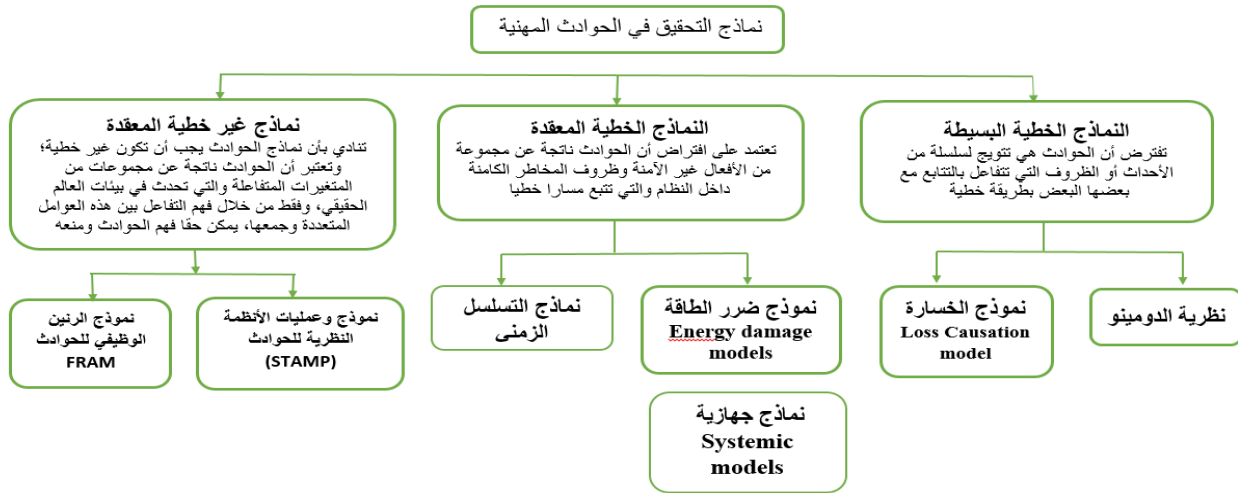 نماذج التحقيق في الحوادث المهنية
النماذج الخطية البسيطة
تفترض أن الحوادث هي تتويج لسلسلة من
الأحداث أو الظروف التي تتفاعل بالتتابع مع
بعضها البعض بطريقة خطية
النماذج الخطية المعقدة
تعتمد على افتراض أن الحوادث ناتجة عن مجموعة
من الأفعال غير الآمنة وظروف المخاطر الكامنة
داخل النظام والتي تتبع مسارا خطيا
نماذج غير خطية المعقدة
تنادي بأن نماذج الحوادث يجب أن تكون غير خطية؛
وتعتبر أن الحوادث ناتجة عن مجموعات من
المتغيرات المتفاعلة والتي تحدث في بيئات العالم
الحقيقي، وفقط من خلال فهم التفاعل بين هذه العوامل
المتعددة وجمعها، يمكن حقا فهم الحوادث ومنعه
نظرية الدومينو
نموذج الخسارة
Loss Causation
model
نموذج ضرر الطاقة
Energy damage
models
نماذج التسلسل
الزمني
نموذج وعمليات الأنظمة
النظرية للحوادث
(STAMP)
نموذج الرنين
الوظيفي للحوادث
FRAM
نماذج جهازية
Systemic
models